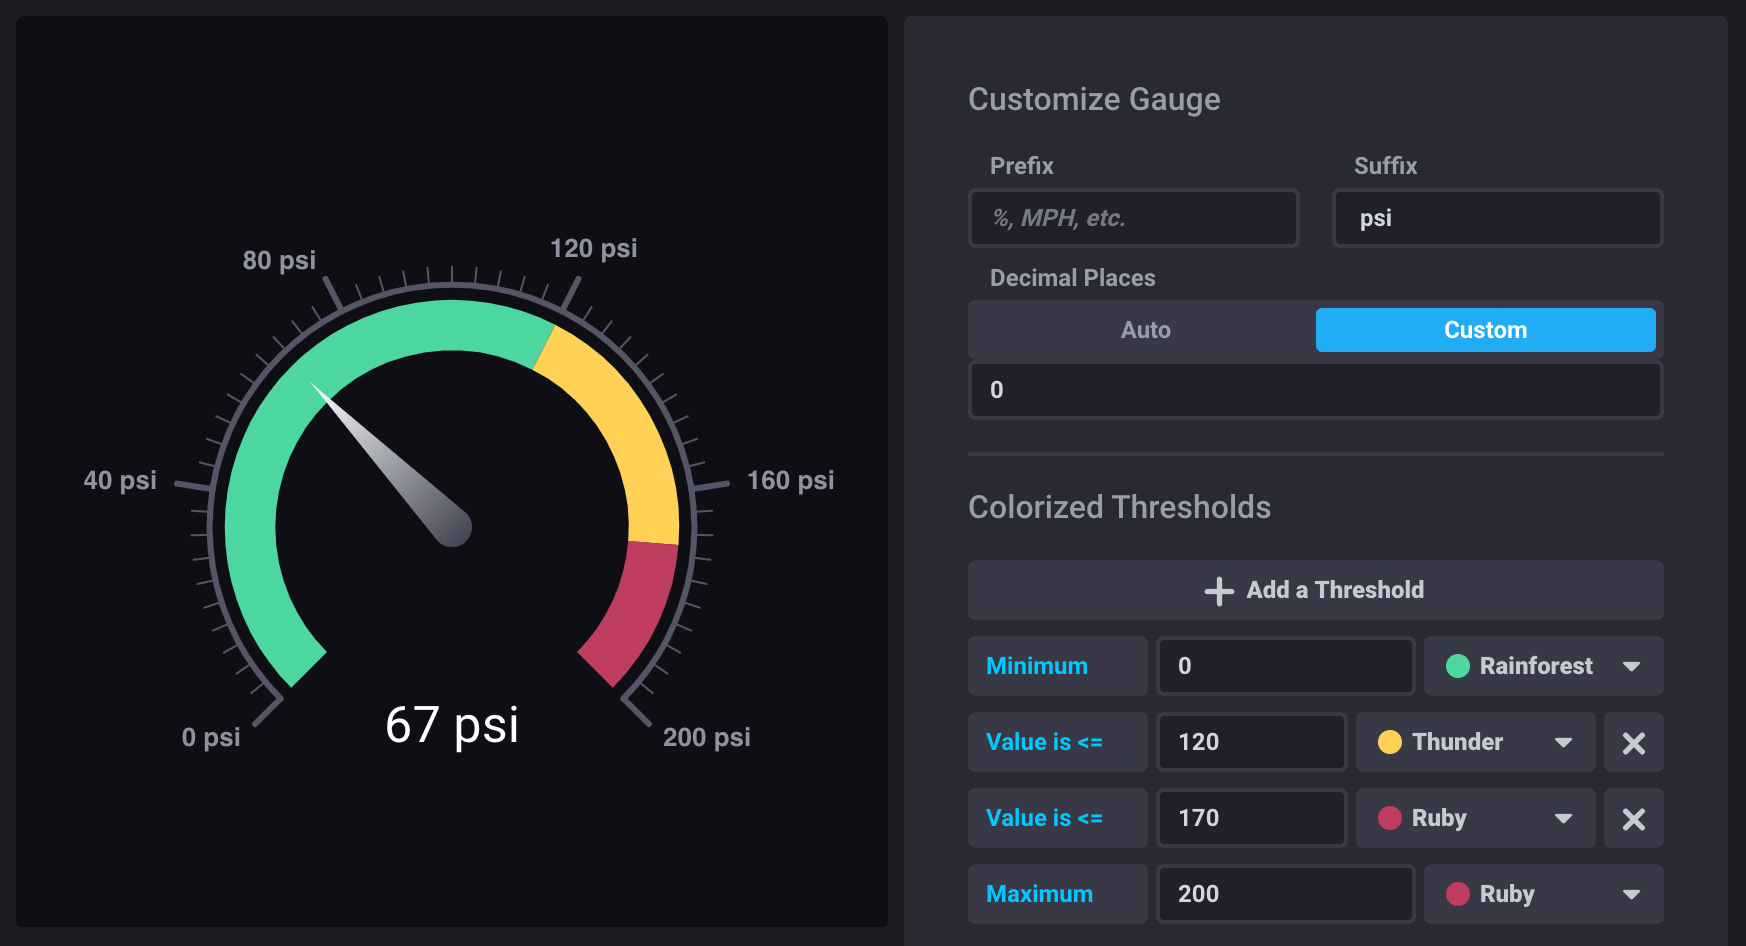 80 psi
120 psi
40 psi
160 psi
0 psi
67 psi
200 psi
Customize Gauge
Prefix
Suffix
%, MPH, etc.
psi
Decimal Places
Auto
Custom
0
Colorized Thresholds
Add a Threshold
Minimum
0
Rainforest
Value is <=
120
Thunder
Value is <=
170
Ruby
Maximum
200
Ruby